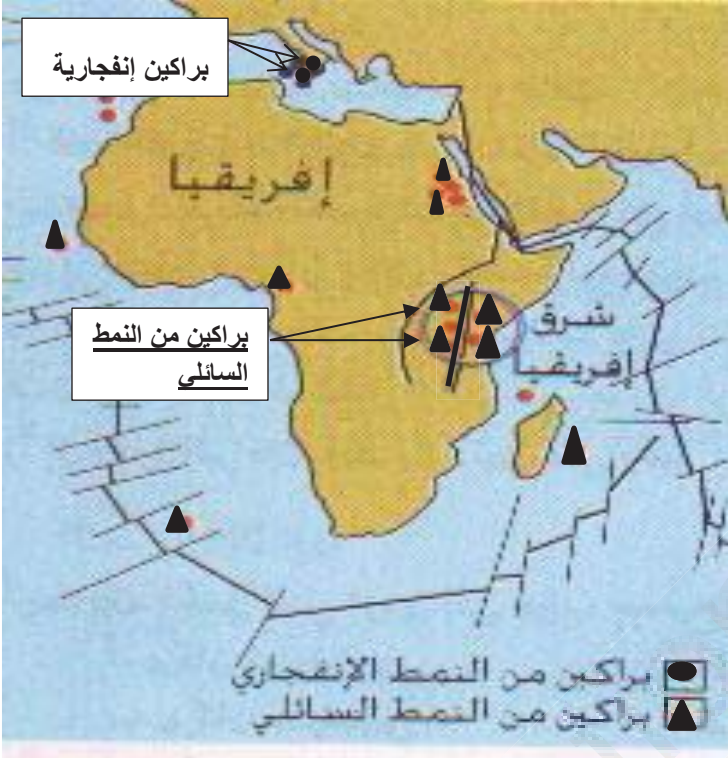 براكين إنفجارية
إفريقيا
شرق
إفريقيا
براكين من النمط
السائلي
براكين من النمط الإنفجاري
براكين من النمط السائلي